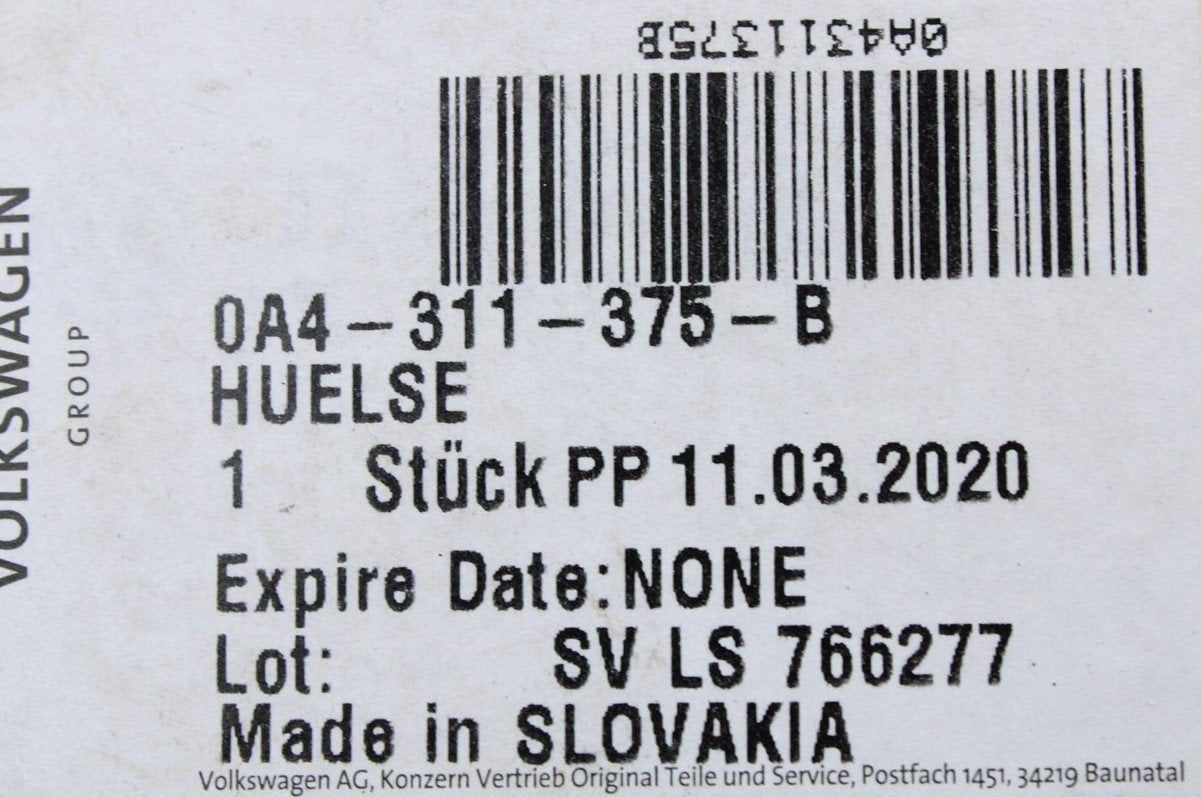 0A4311375B
0A4-311-375-B
HUELSE
1 Stück PP 11.03.2020
Expire Date:NONE
Lot: SV LS 766277
Made in SLOVAKIA
Volkswagen AG, Konzern Vertrieb Original Teile und Service, Postfach 1451, 34219 Baunatal
VOLKSWAGEN
GROUP